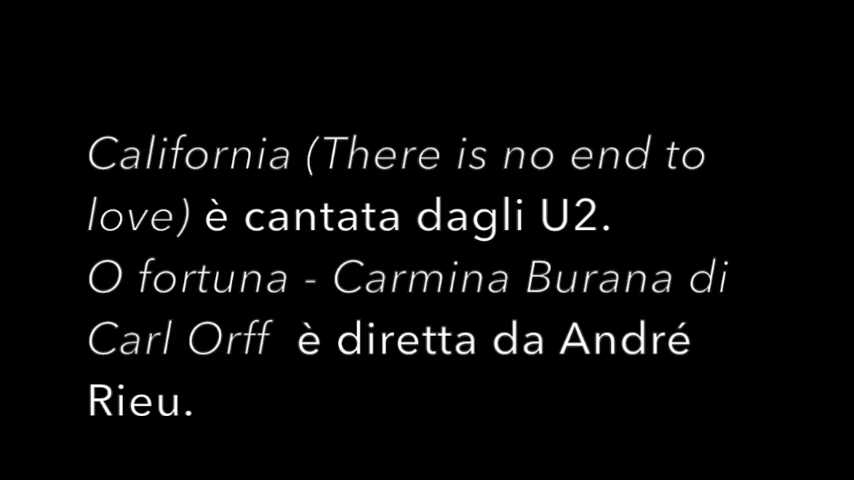 California (There is no end to
love) è cantata dagli U2.
O fortuna - Carmina Burana di
Carl Orff è diretta da André
Rieu.